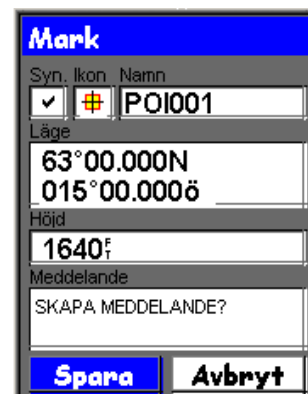 Mark
Syn. Ikon Namn
POI001
Läge
63°00.000N
015°00.000ö
Höjd
1640FT
Meddelande
SKAPA MEDDELANDE?
Spara Avbryt